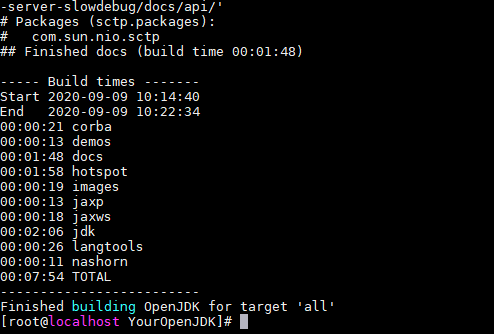 -server-slowdebug/docs/api/'
# Packages (sctp.packages):
#   com.sun.nio.sctp
## Finished docs (build time 00:01:48)

----- Build times -------
Start 2020-09-09 10:14:40
End   2020-09-09 10:22:34
00:00:21 corba
00:00:13 demos
00:01:48 docs
00:01:58 hotspot
00:00:19 images
00:00:13 jaxp
00:00:18 jaxws
00:02:06 jdk
00:00:26 langtools
00:00:11 nashorn
00:07:54 TOTAL
-------------------------
Finished building OpenJDK for target 'all'
[root@localhost YourOpenJDK]#